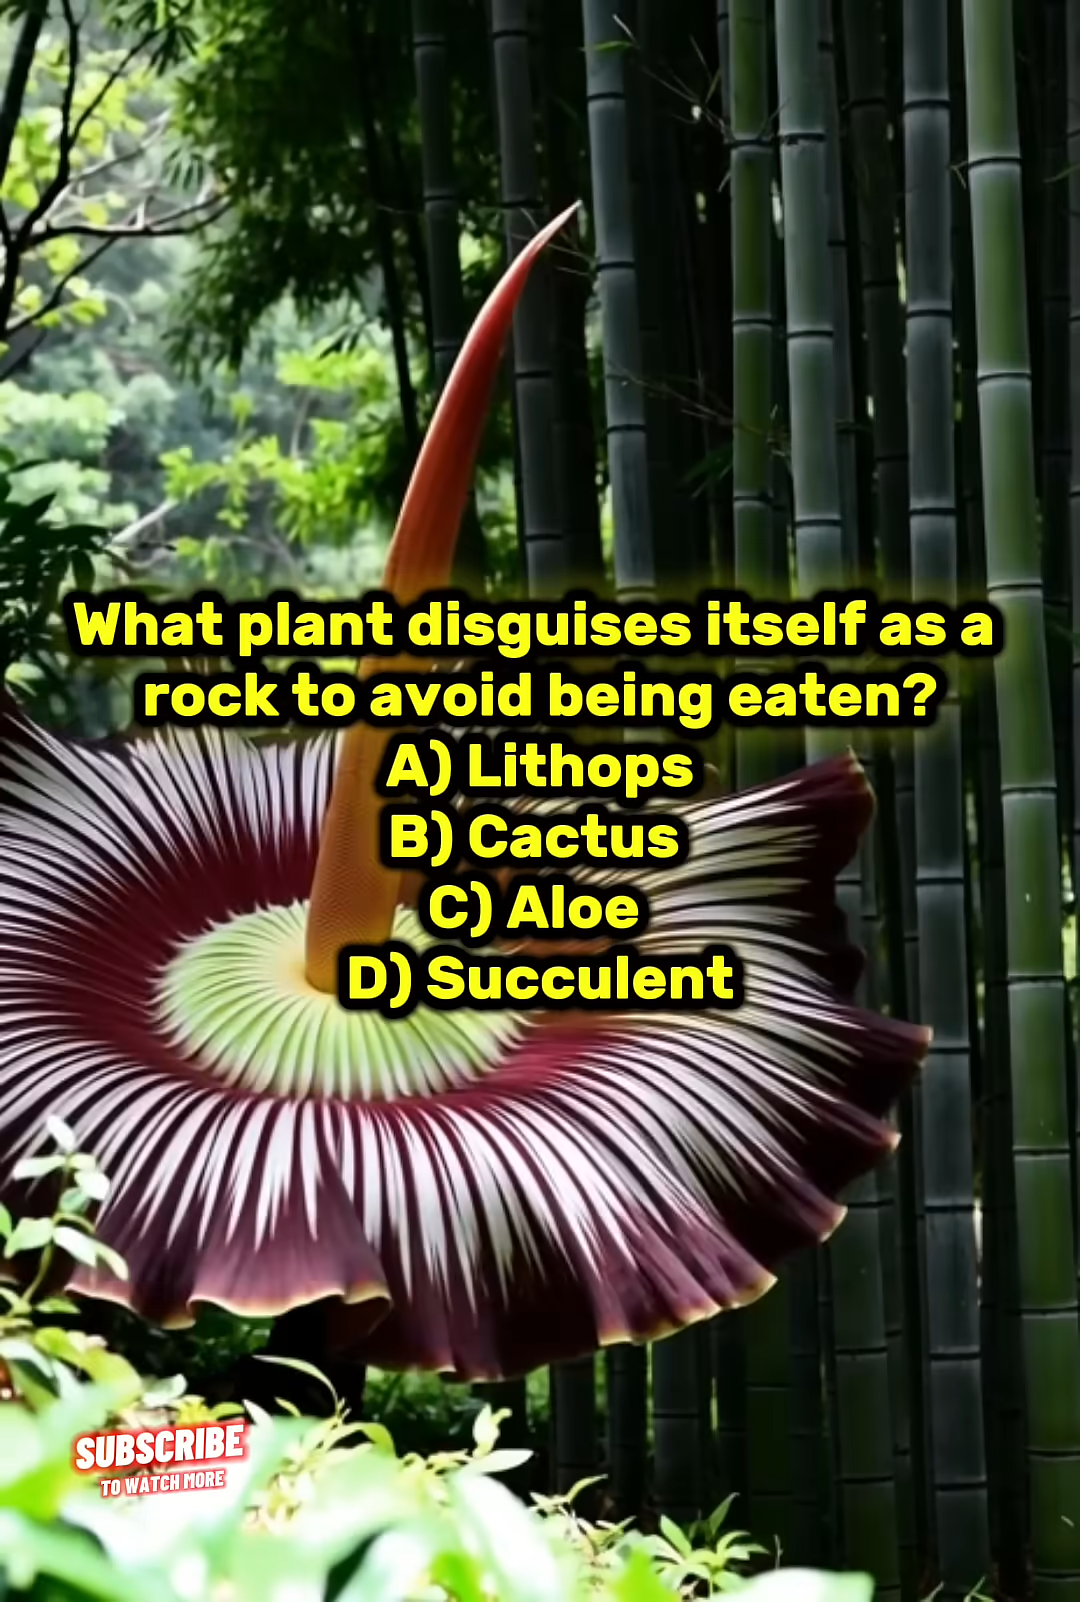 What plant disguises itself as a
rock to avoid being eaten?
A) Lithops
B) Cactus
C) Aloe
D) Succulent
SUBSCRIBE
TO WATCH MORE